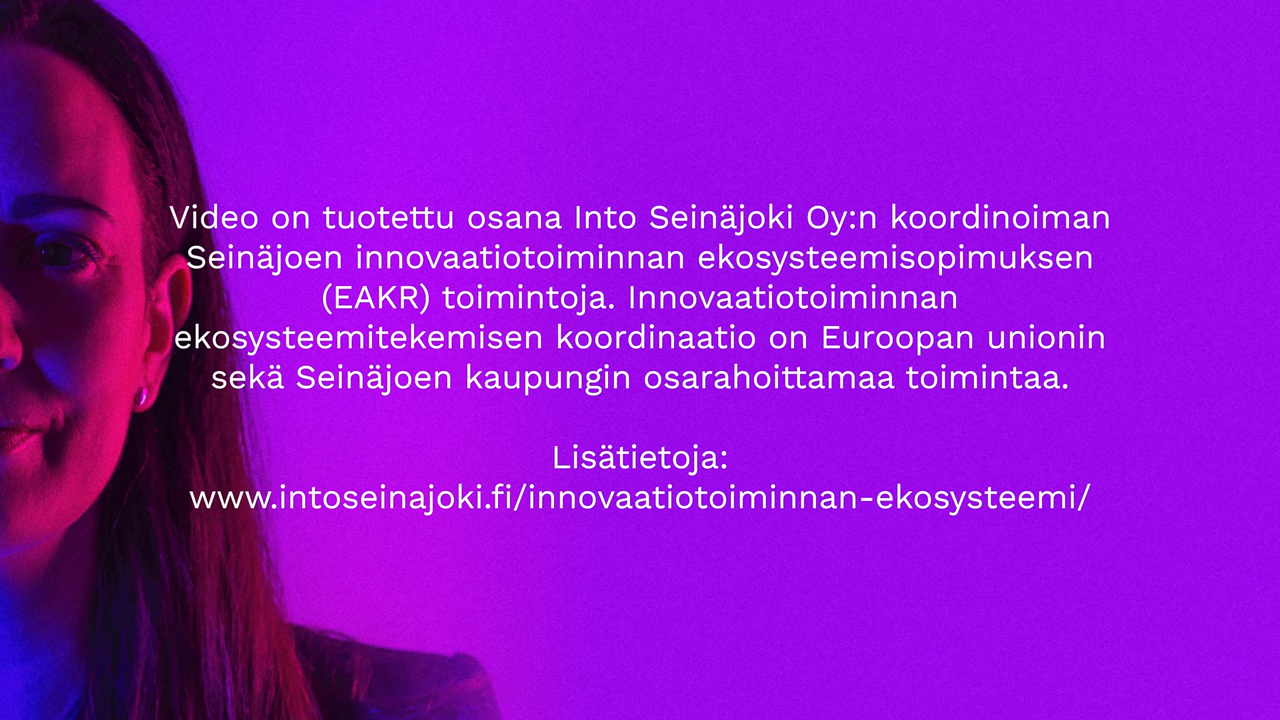 Video on tuotettu osana Into Seinäjoki Oy:n koordinoiman
Seinäjoen innovaatiotoiminnan ekosysteemisopimuksen
(EAKR) toimintoja. Innovaatiotoiminnan
ekosysteemitekemisen koordinaatio on Euroopan unionin
sekä Seinäjoen kaupungin osarahoittamaa toimintaa.
Lisätietoja:
www.intoseinajoki.fi/innovaatiotoiminnan-ekosysteemi/